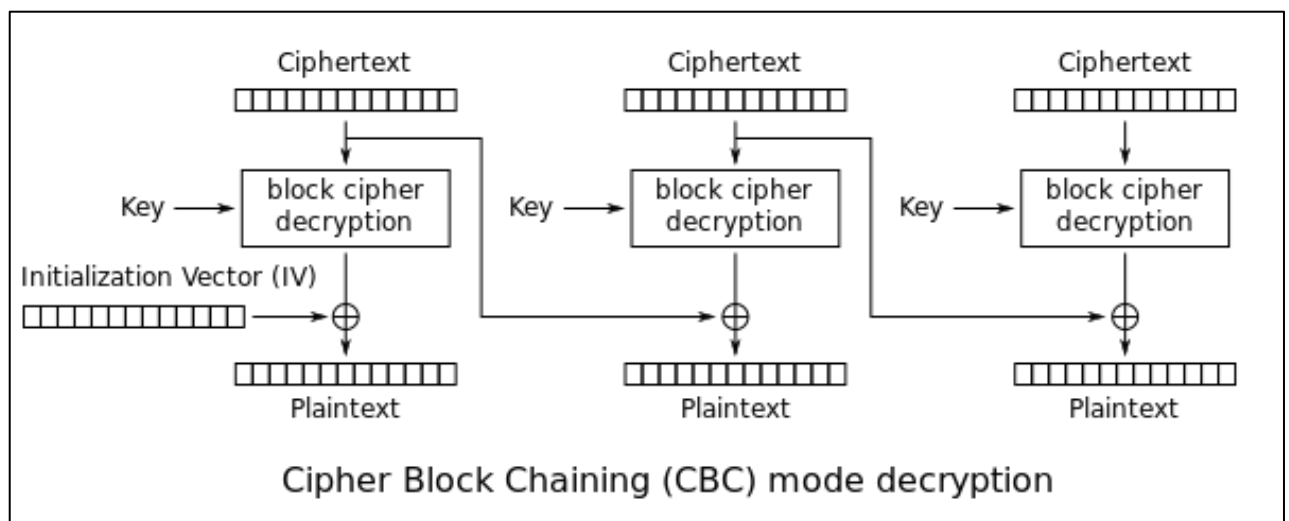 Ciphertext
Ciphertext
Ciphertext
Key
block cipher
decryption
Key
block cipher
decryption
Key
block cipher
decryption
Initialization Vector (IV)
Plaintext
Plaintext
Plaintext
Cipher Block Chaining (CBC) mode decryption